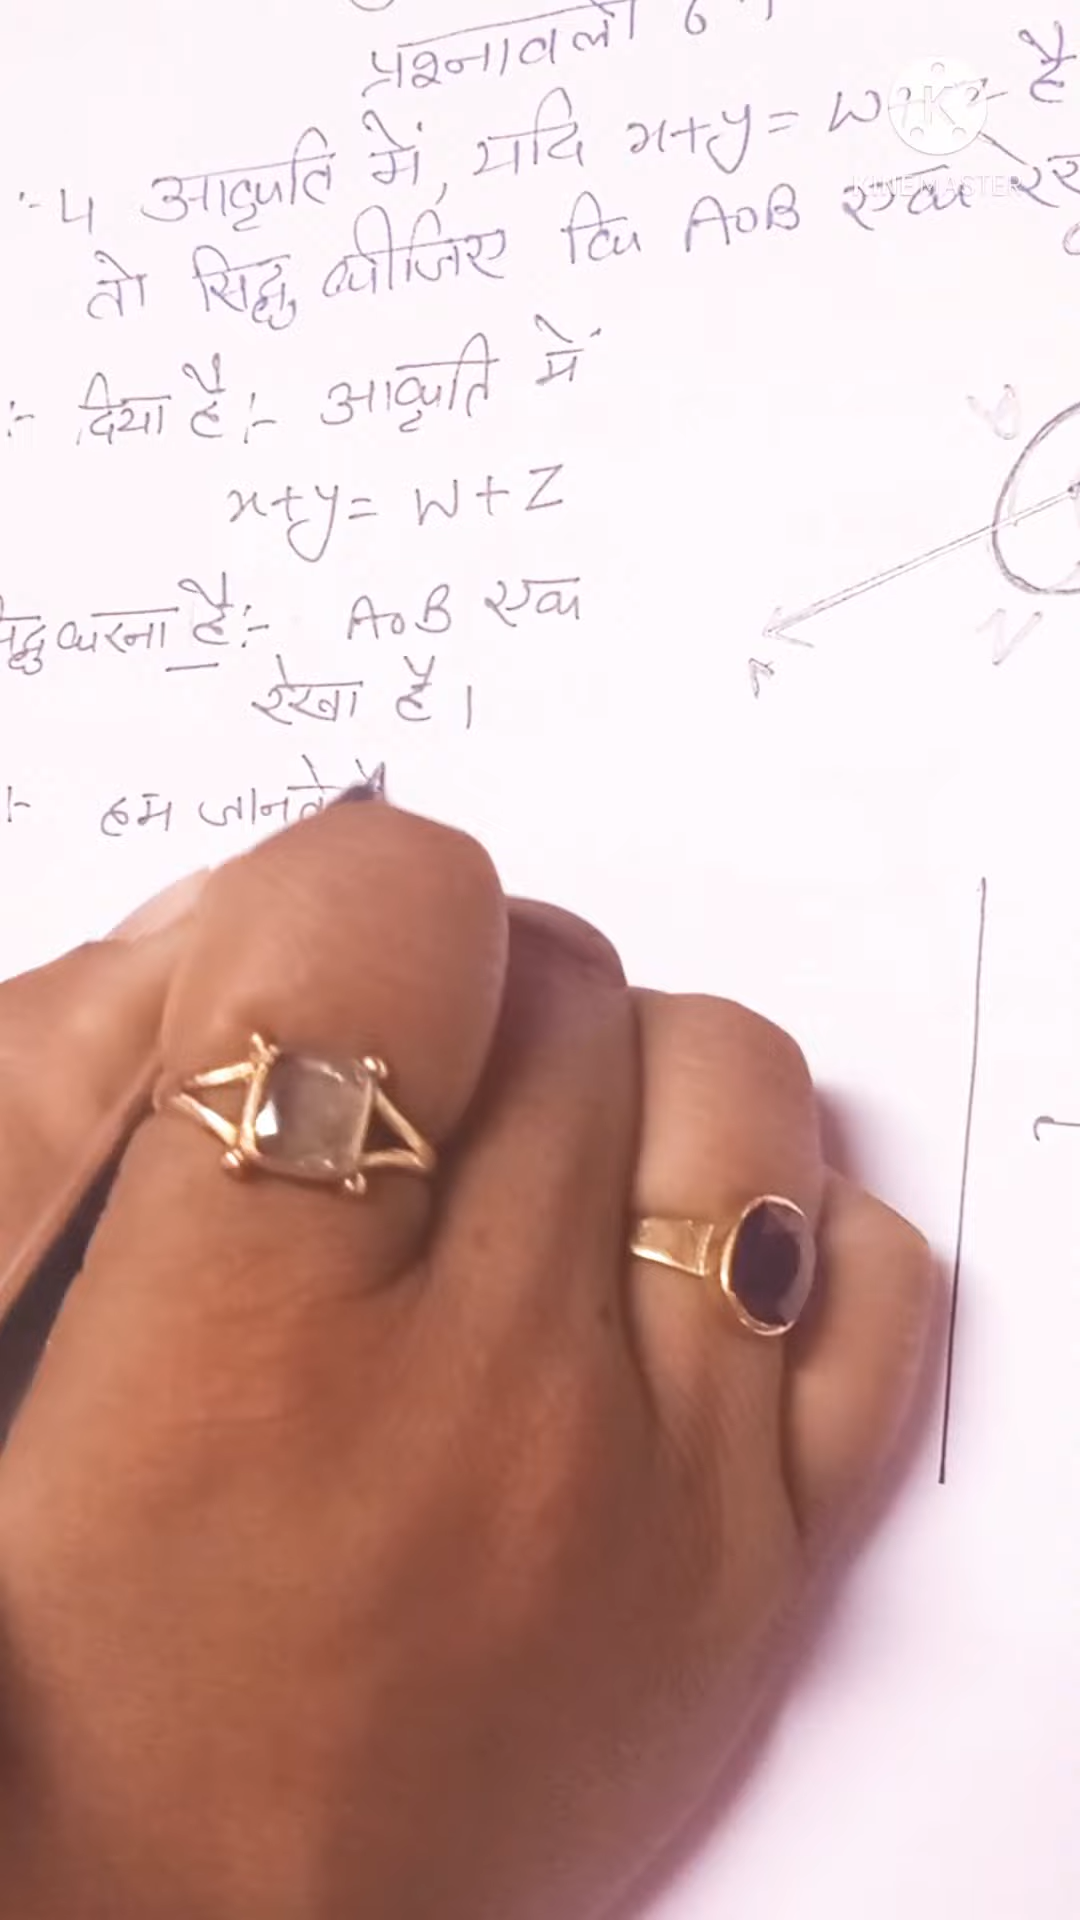 प्रश्नावली 6
:-4 आकृति में, यदि x+y= w+z है
तो सिद्ध कीजिए कि AOB एक
:- दिया है:- आकृति में
x+y= W+Z
करना है:- AOB एक
रेखा है।
:- हम जानते
A
KINEMASTER